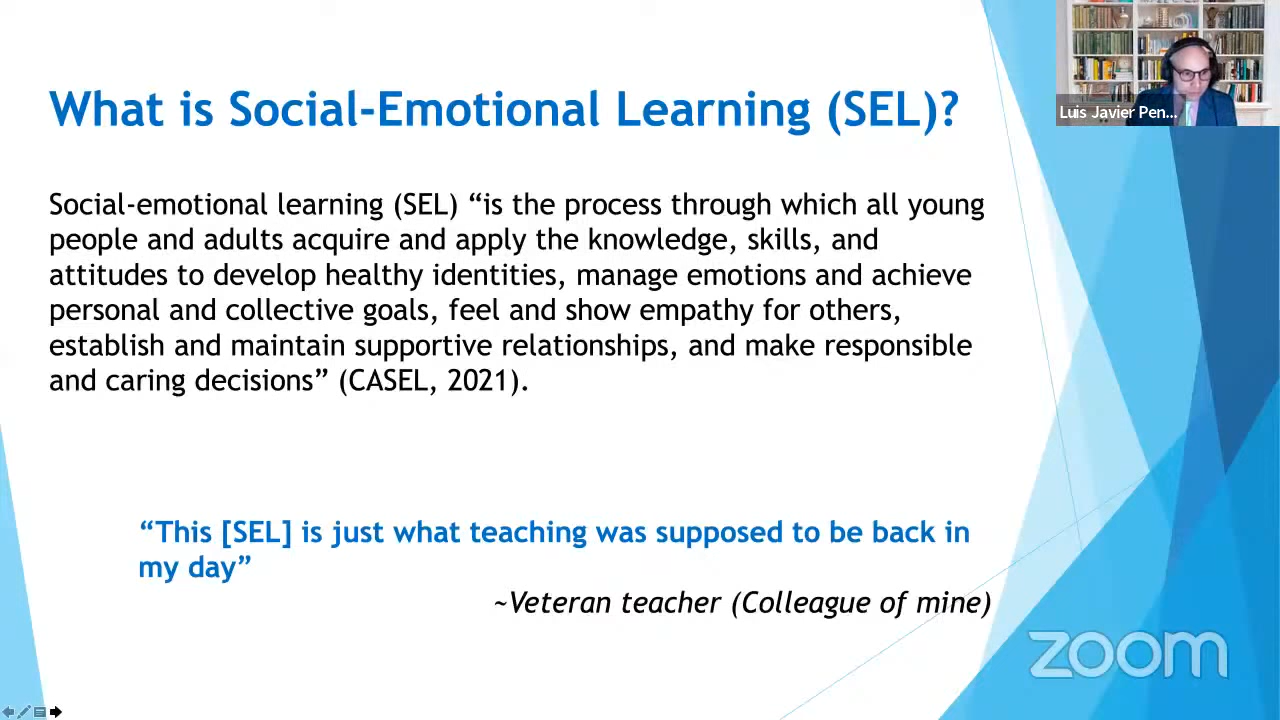 What is Social-Emotional Learning (SEL)?
Luis Javier Pen...
Social-emotional learning (SEL) “is the process through which all young
people and adults acquire and apply the knowledge, skills, and
attitudes to develop healthy identities, manage emotions and achieve
personal and collective goals, feel and show empathy for others,
establish and maintain supportive relationships, and make responsible
and caring decisions” (CASEL, 2021).
“This [SEL] is just what teaching was supposed to be back in
my day”
~Veteran teacher (Colleague of mine)
zoom